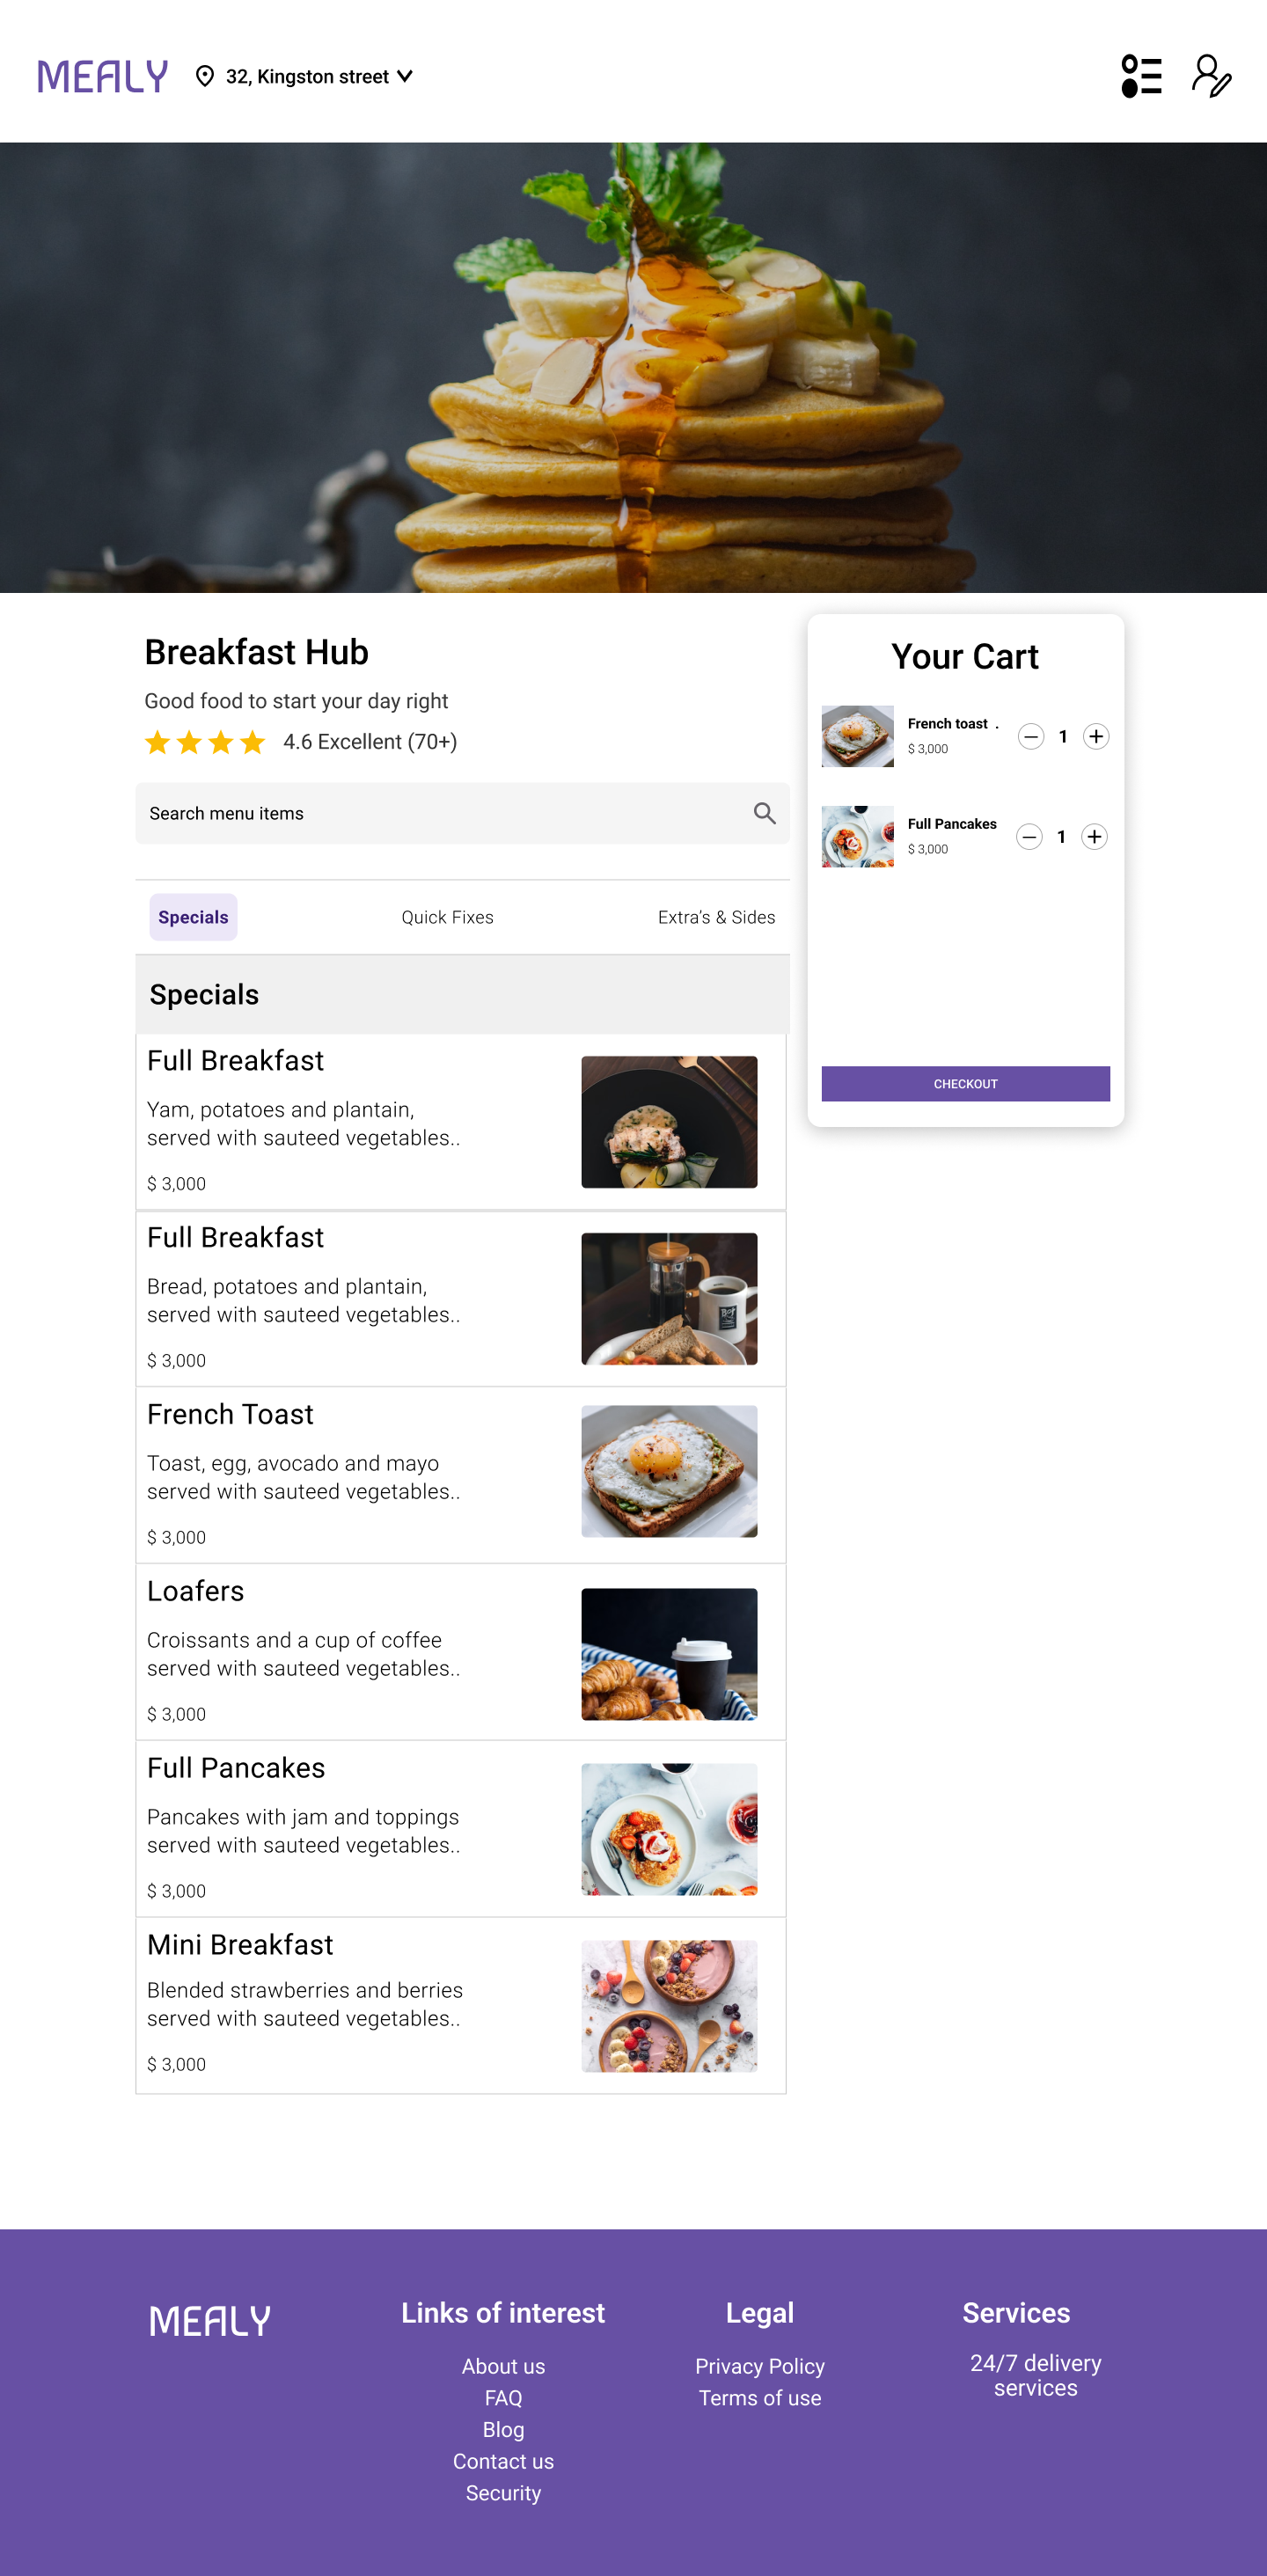 MEALY
32, Kingston street
Breakfast Hub
Good food to start your day right
4.6 Excellent (70+)
Search menu items
Specials
Quick Fixes
Extra's & Sides
Specials
Full Breakfast
Yam, potatoes and plantain,
served with sauteed vegetables..
$ 3,000
Full Breakfast
Bread, potatoes and plantain,
served with sauteed vegetables..
$ 3,000
French Toast
Toast, egg, avocado and mayo
served with sauteed vegetables..
$ 3,000
Loafers
Croissants and a cup of coffee
served with sauteed vegetables..
$ 3,000
Full Pancakes
Pancakes with jam and toppings
served with sauteed vegetables..
$ 3,000
Mini Breakfast
Blended strawberries and berries
served with sauteed vegetables..
$ 3,000
Your Cart
French toast .
$ 3,000
1
Full Pancakes
$ 3,000
1
CHECKOUT
MEALY
Links of interest
About us
FAQ
Blog
Contact us
Security
Legal
Privacy Policy
Terms of use
Services
24/7 delivery
services